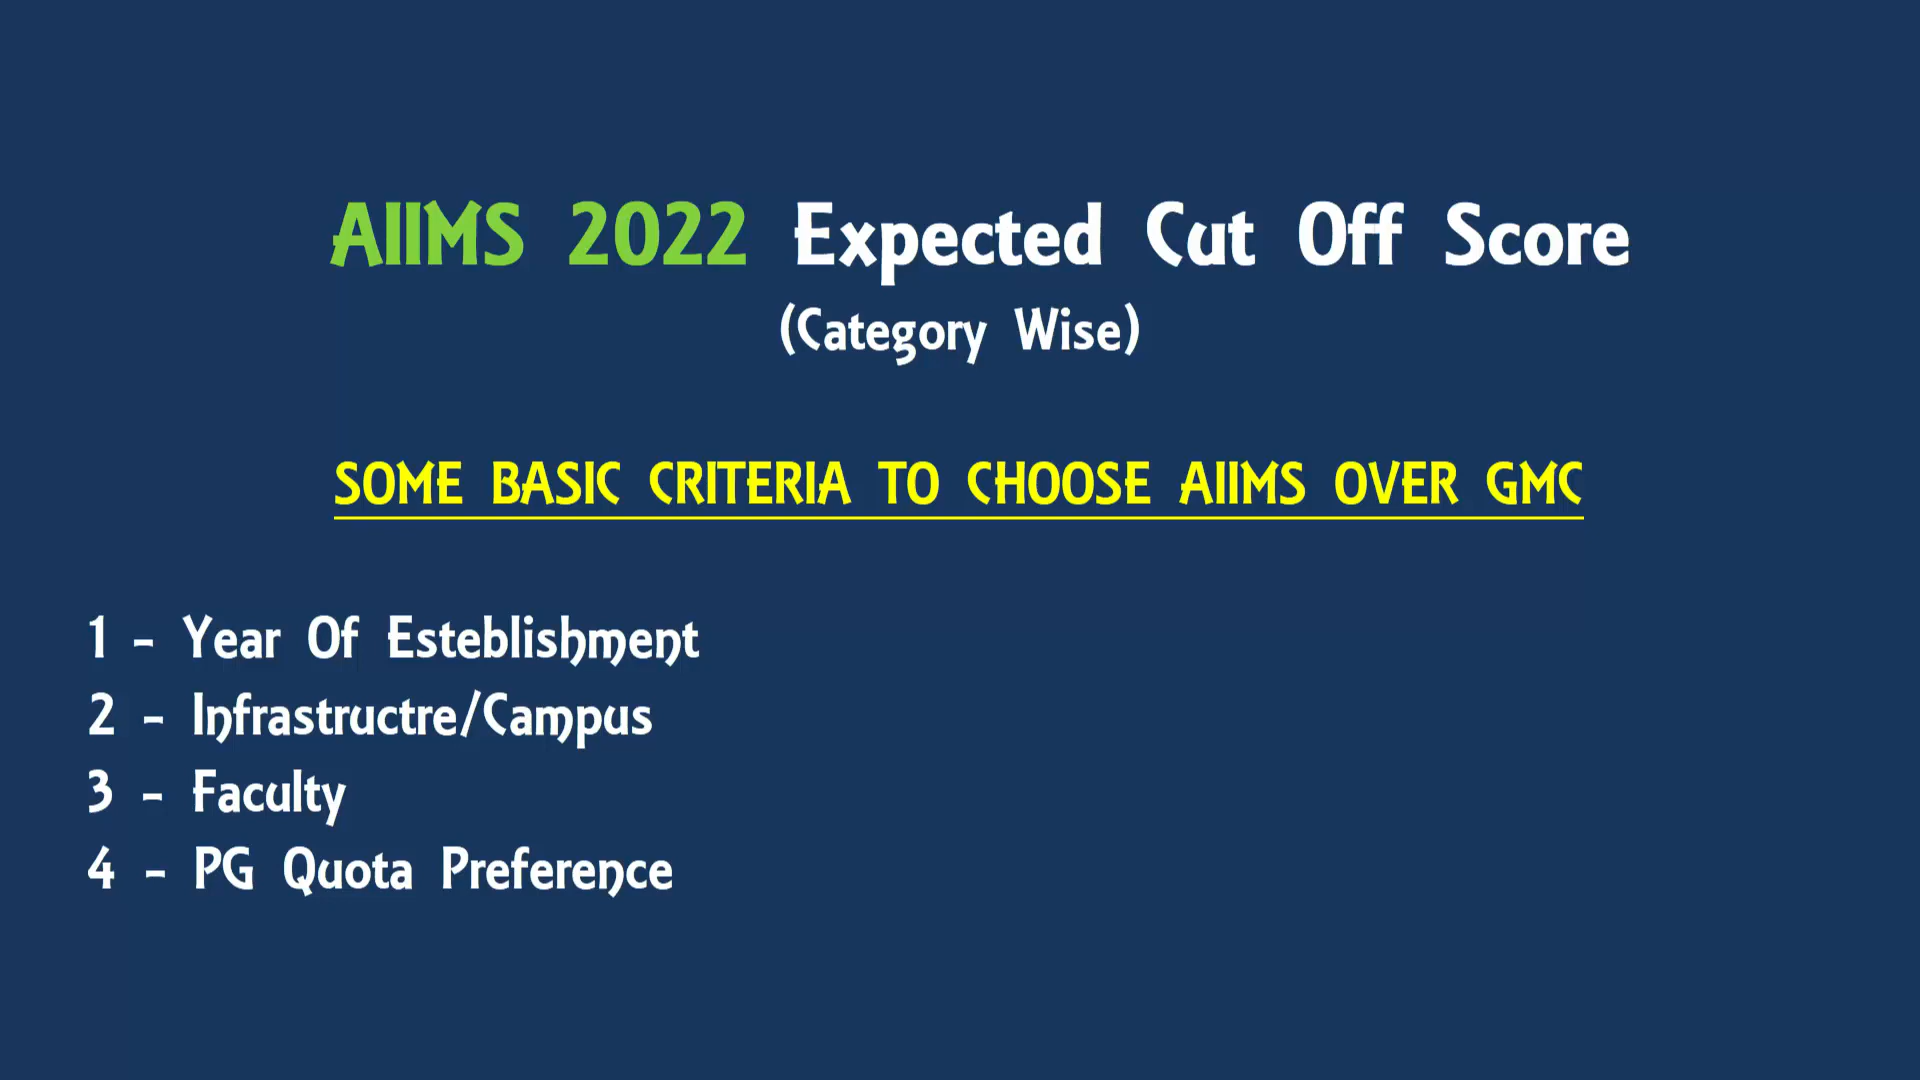 AIIMS 2022 Expected Cut Off Score
(Category Wise)
SOME BASIC CRITERIA TO CHOOSE AIIMS OVER GMC
1 - Year Of Esteblishment
2 - Infrastructre/Campus
3 - Faculty
4 - PG Quota Preference